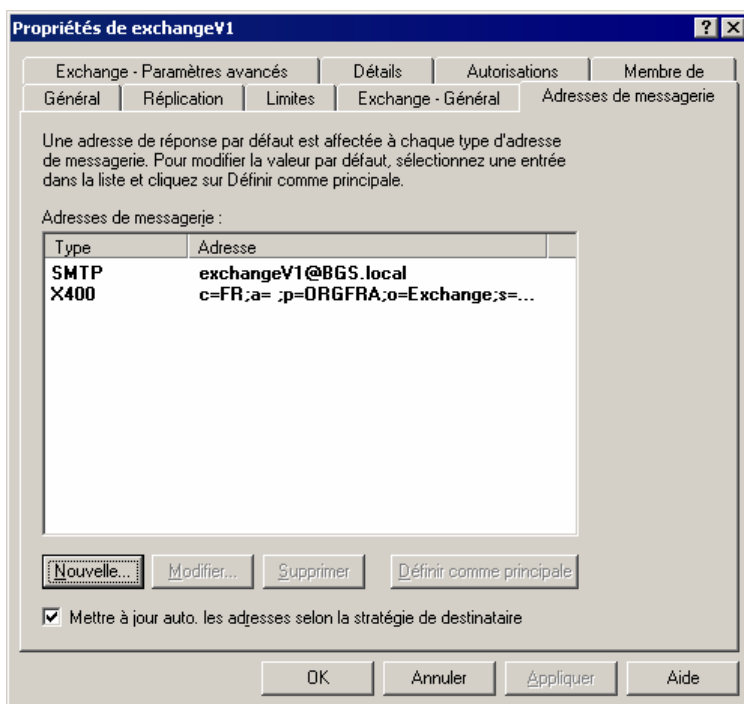 Propriétés de exchangeV1
Exchange - Paramètres avancés Détails Autorisations Membre de
Général Réplication Limites Exchange - Général Adresses de messagerie
Une adresse de réponse par défaut est affectée à chaque type d'adresse
de messagerie. Pour modifier la valeur par défaut, sélectionnez une entrée
dans la liste et cliquez sur Définir comme principale.
Adresses de messagerie :
Type Adresse
SMTP exchangeV1@BGS.local
X400 c=FR;a= ;p=ORGFRA;o=Exchange;s=...
Nouvelle... Modifier... Supprimer Définir comme principale
Mettre à jour auto. les adresses selon la stratégie de destinataire
OK Annuler Appliquer Aide